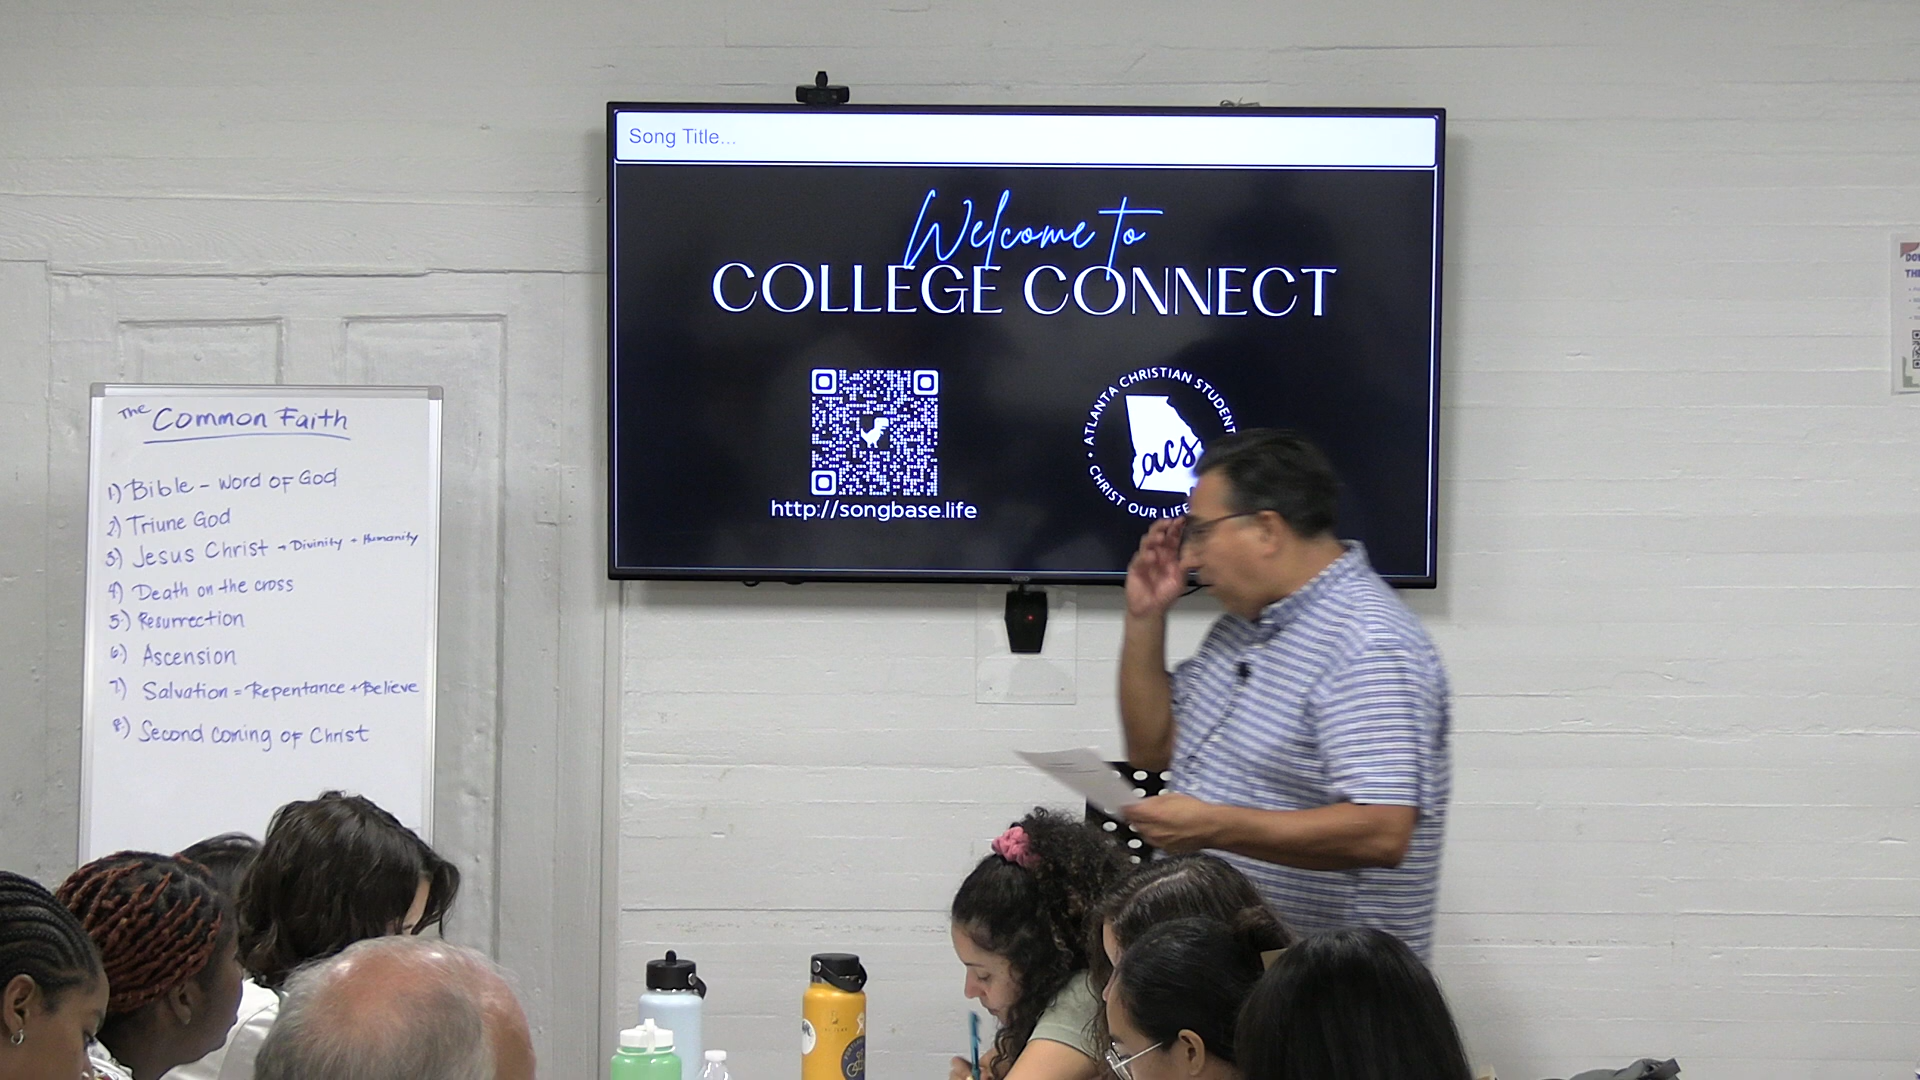 Song Title...
Welcome to
COLLEGE CONNECT
• ATLANTA CHRISTIAN STUDENT
acs
CHRIST OUR LIFE
http://songbase.life
VIZIO
The Common Faith
1) Bible - Word of God
2) Triune God
3) Jesus Christ → Divinity + Humanity
4) Death on the cross
5.) Resurrection
6.) Ascension
7.) Salvation = Repentance + Believe
8.) Second Coming of Christ